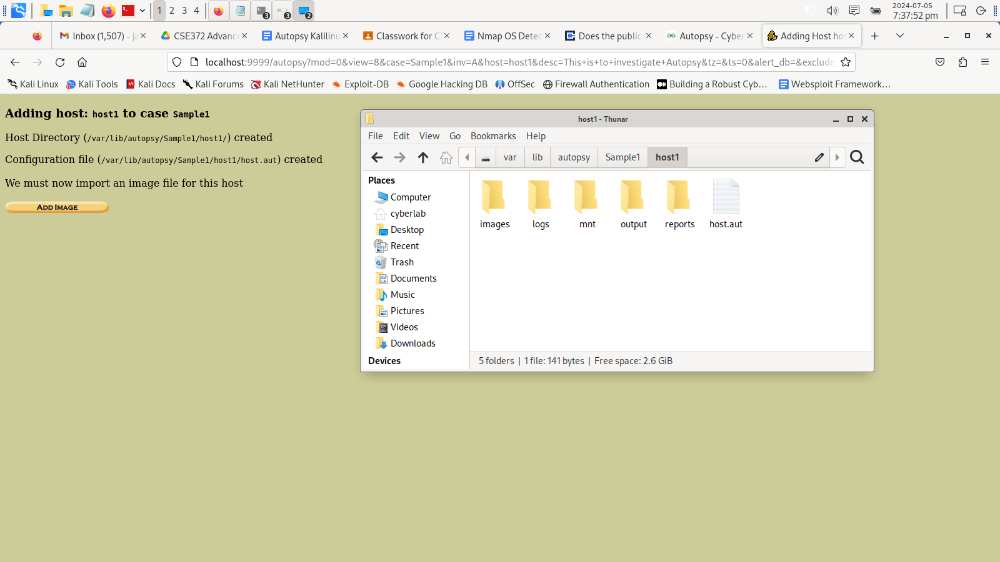 1 2 3 4
3
3
2
2024-07-05
7:37:52 pm
Inbox (1,507) - ja
CSE372 Advance
Autopsy Kalilinu
Classwork for CS
Nmap OS Detec
Does the public
Autopsy - Cyber
Adding Host hos
localhost:9999/autopsy?mod=0&view=8&case=Sample1&inv=A&host=host1&desc=This+is+to+investigate+Autopsy&tz=&ts=0&alert_db=&exclude
Kali Linux Kali Tools Kali Docs Kali Forums Kali NetHunter Exploit-DB Google Hacking DB OffSec Firewall Authentication Building a Robust Cyb… Websploit Framework…
Adding host: host1 to case Sample1
Host Directory (/var/lib/autopsy/Sample1/host1/) created
Configuration file (/var/lib/autopsy/Sample1/host1/host.aut) created
We must now import an image file for this host
ADD IMAGE
host1 - Thunar
File Edit View Go Bookmarks Help
var lib autopsy Sample1 host1
Places
Computer
cyberlab
Desktop
Recent
Trash
Documents
Music
Pictures
Videos
Downloads
Devices
images logs mnt output reports host.aut
5 folders | 1 file: 141 bytes | Free space: 2.6 GiB